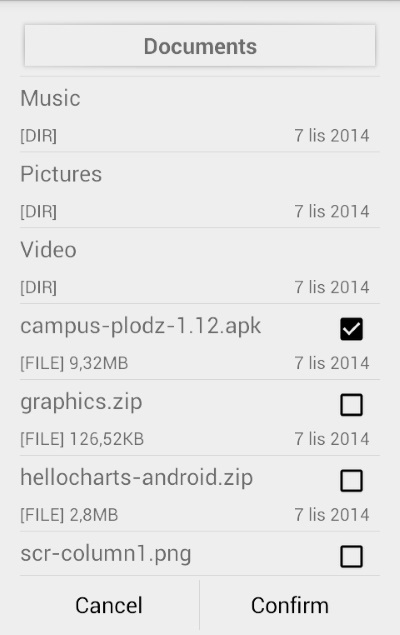 Documents
Music
[DIR] 7 lis 2014
Pictures
[DIR] 7 lis 2014
Video
[DIR] 7 lis 2014
campus-plodz-1.12.apk
[FILE] 9,32MB 7 lis 2014
graphics.zip
[FILE] 126,52KB 7 lis 2014
hellocharts-android.zip
[FILE] 2,8MB 7 lis 2014
scr-column1.png
Cancel Confirm